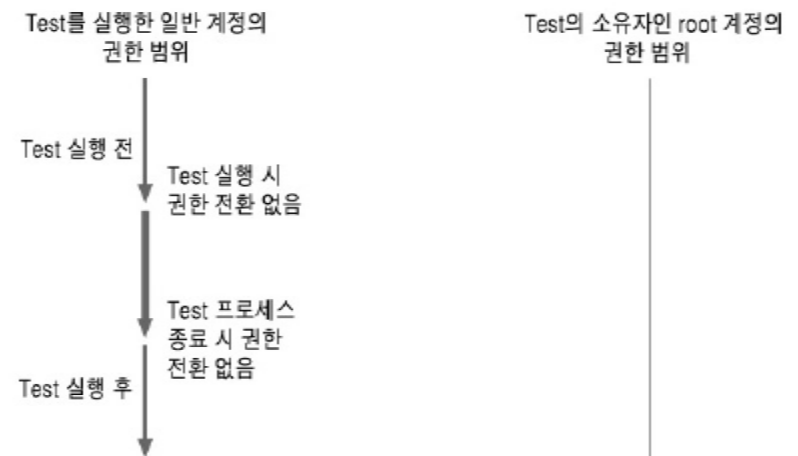 Test를 실행한 일반 계정의
권한 범위
Test의 소유자인 root 계정의
권한 범위
Test 실행 전
Test 실행 시
권한 전환 없음
Test 프로세스
종료 시 권한
전환 없음
Test 실행 후